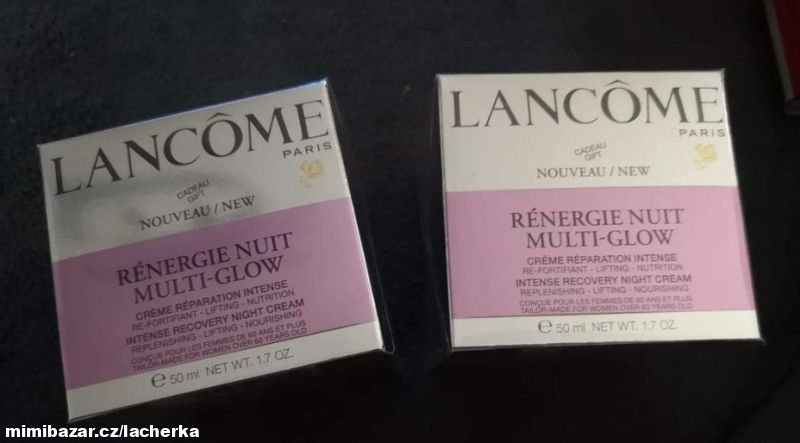 LANCÔME
PARIS
CADEAU
GIFT
NOUVEAU / NEW
RÉNERGIE NUIT
MULTI-GLOW
CRÈME RÉPARATION INTENSE
RE-FORTIFIANT - LIFTING - NUTRITION
INTENSE RECOVERY NIGHT CREAM
REPLENISHING - LIFTING - NOURISHING
CONÇUE POUR LES FEMMES DE 60 ANS ET PLUS
TAILOR-MADE FOR WOMEN OVER 60 YEARS OLD
e 50 ml NET WT. 1.7 OZ.
LANCÔME
PARIS
CADEAU
GIFT
NOUVEAU / NEW
RÉNERGIE NUIT
MULTI-GLOW
CRÈME RÉPARATION INTENSE
RE-FORTIFIANT - LIFTING - NUTRITION
INTENSE RECOVERY NIGHT CREAM
REPLENISHING - LIFTING - NOURISHING
CONÇUE POUR LES FEMMES DE 60 ANS ET PLUS
TAILOR-MADE FOR WOMEN OVER 60 YEARS OLD
e 50 ml NET WT. 1.7 OZ.
mimibazar.cz/lacherka